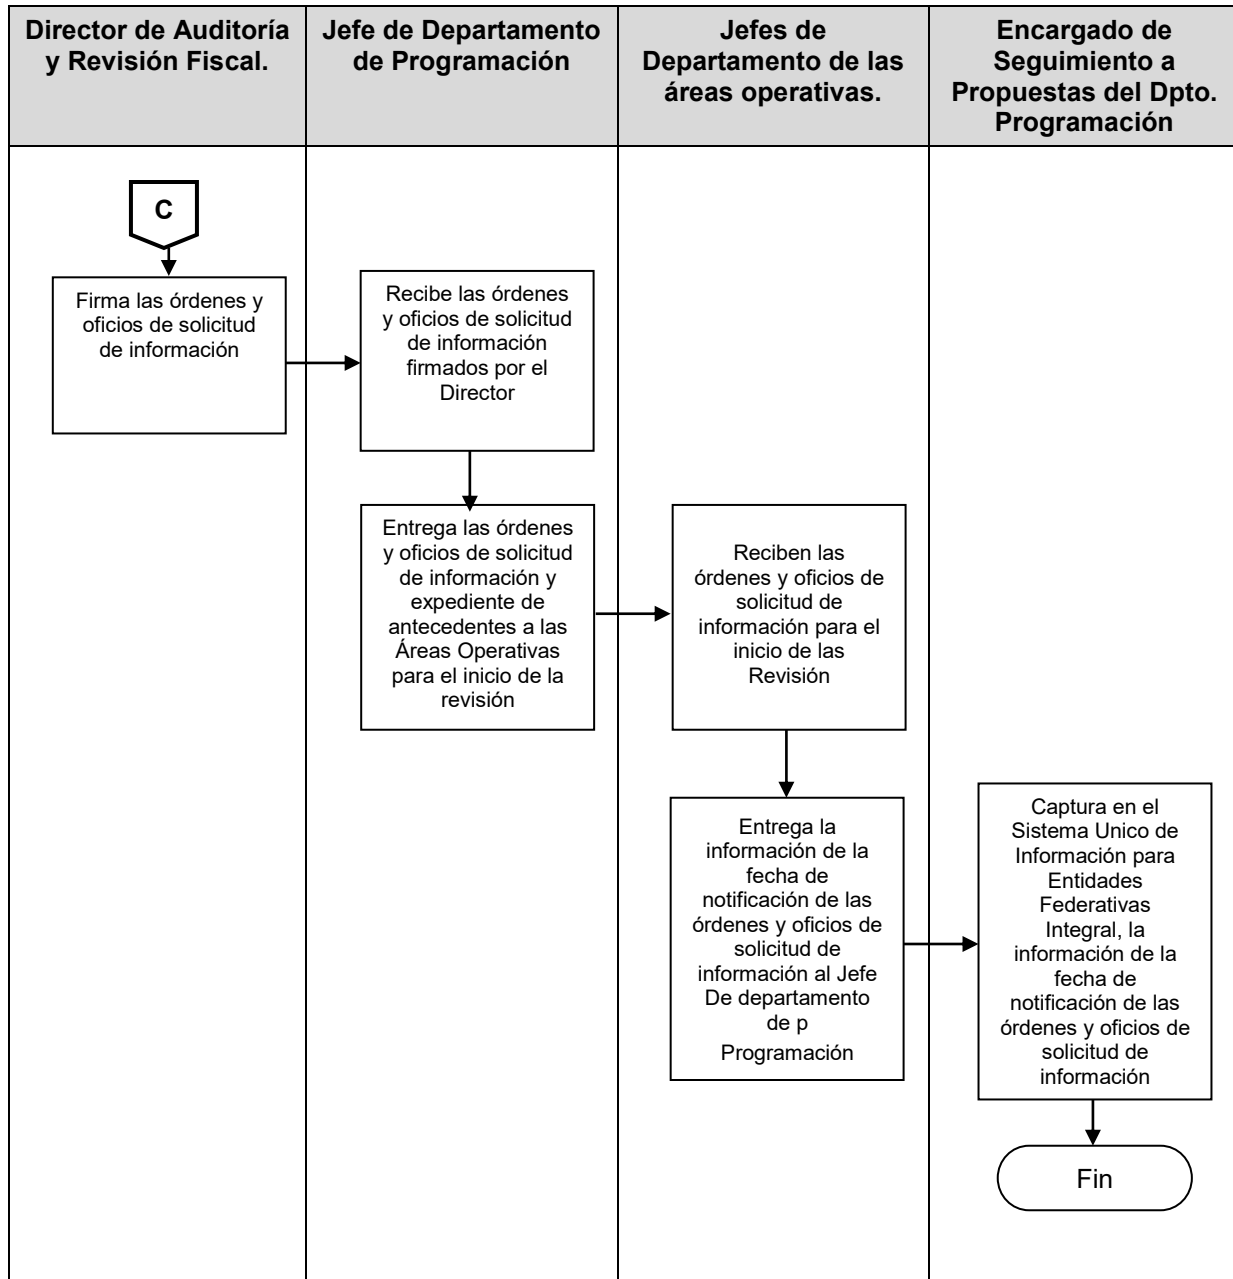 Director de Auditoría
y Revisión Fiscal.
Jefe de Departamento
de Programación
Jefes de
Departamento de las
áreas operativas.
Encargado de
Seguimiento a
Propuestas del Dpto.
Programación
C
Firma las órdenes y
oficios de solicitud
de información
Recibe las órdenes
y oficios de solicitud
de información
firmados por el
Director
Entrega las órdenes
y oficios de solicitud
de información y
expediente de
antecedentes a las
Áreas Operativas
para el inicio de la
revisión
Reciben las
órdenes y oficios de
solicitud de
información para el
inicio de las
Revisión
Entrega la
información de la
fecha de
notificación de las
órdenes y oficios de
solicitud de
información al Jefe
De departamento
de p
Programación
Captura en el
Sistema Unico de
Información para
Entidades
Federativas
Integral, la
información de la
fecha de
notificación de las
órdenes y oficios de
solicitud de
información
Fin